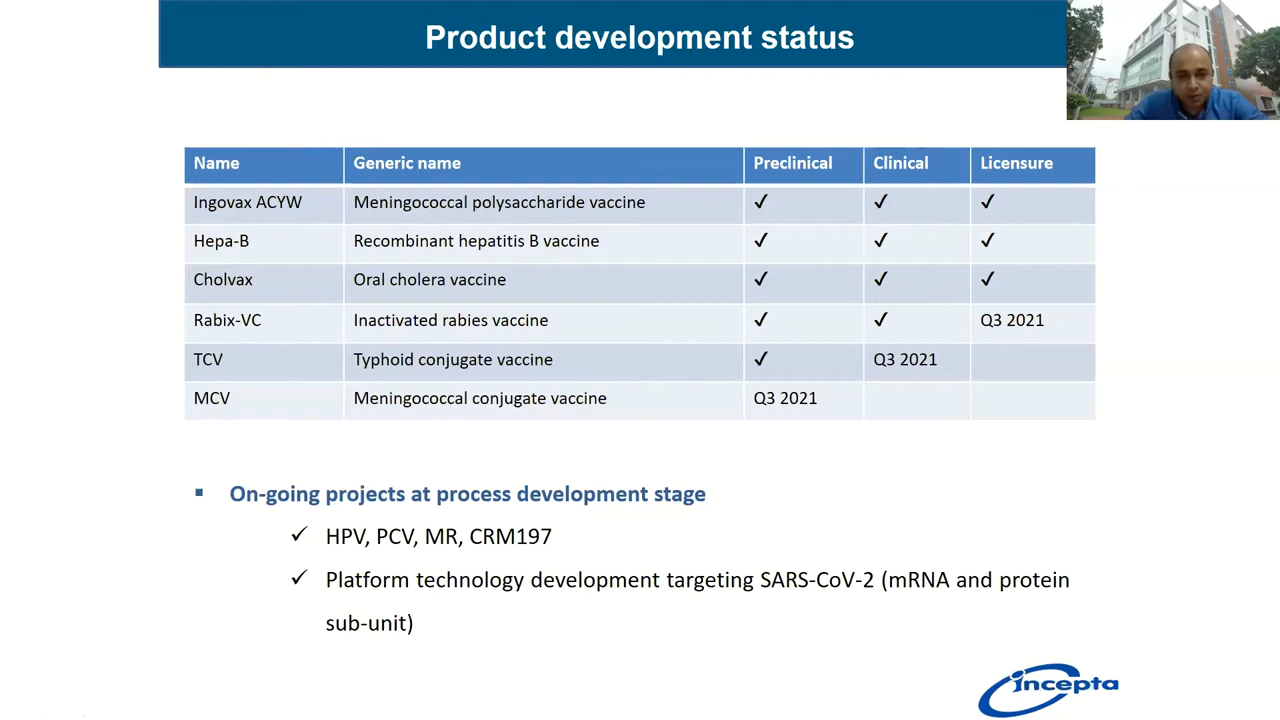 Product development status
Name Generic name Preclinical Clinical Licensure
Ingovax ACYW Meningococcal polysaccharide vaccine ✓ ✓ ✓
Hepa-B Recombinant hepatitis B vaccine ✓ ✓ ✓
Cholvax Oral cholera vaccine ✓ ✓ ✓
Rabix-VC Inactivated rabies vaccine ✓ ✓ Q3 2021
TCV Typhoid conjugate vaccine ✓ Q3 2021
MCV Meningococcal conjugate vaccine Q3 2021
▪ On-going projects at process development stage
✓ HPV, PCV, MR, CRM197
✓ Platform technology development targeting SARS-CoV-2 (mRNA and protein
sub-unit)
incepta